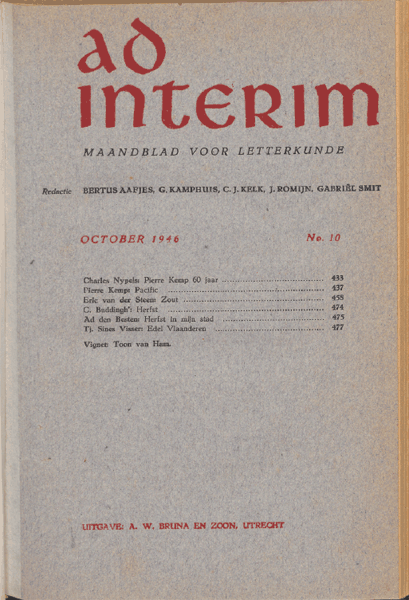 ad
interim
MAANDBLAD VOOR LETTERKUNDE
Redactie BERTUS AAFJES, G. KAMPHUIS, C. J. KELK, J. ROMIJN, GABRIËL SMIT
OCTOBER 1946 No. 10
Charles Nypels: Pierre Kemp 60 jaar 433
Pierre Kemp: Pacific 437
Eric van der Steen: Zout 458
C. Buddingh': Herfst 474
Ad den Besten: Herfst in mijn stad 475
Tj. Sines Visser: Edel Vlaanderen 477
Vignet Toon van Ham.
UITGAVE: A. W. BRUNA EN ZOON, UTRECHT